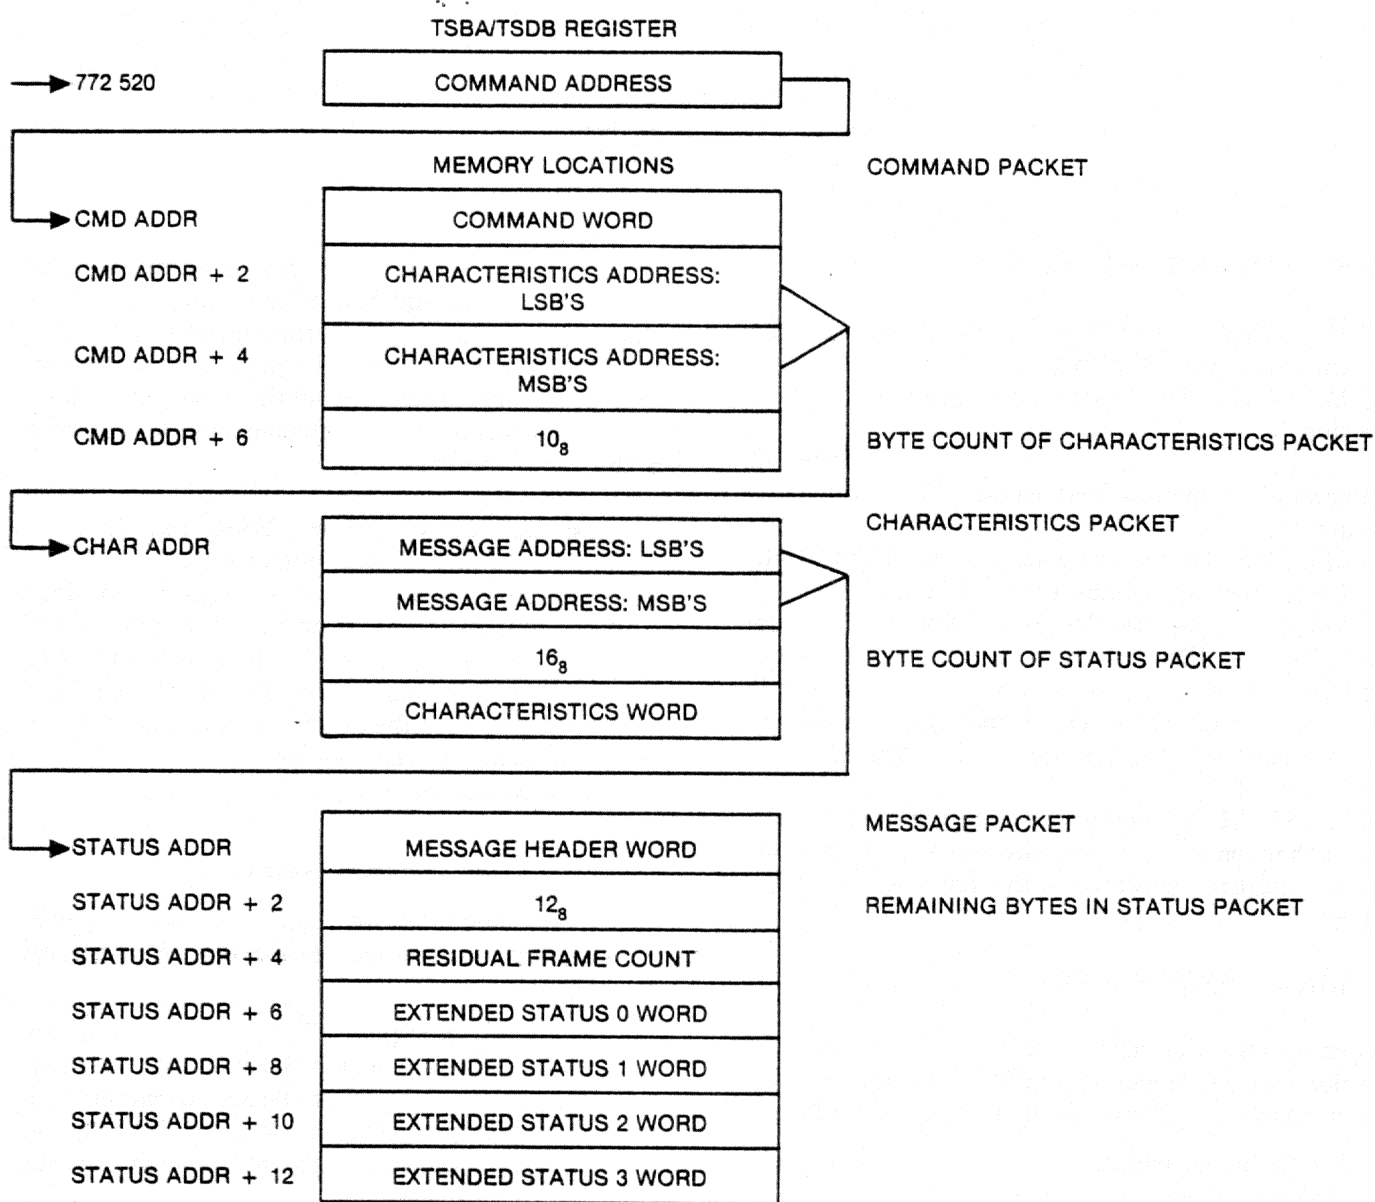 TSBA/TSDB REGISTER
772 520
COMMAND ADDRESS
MEMORY LOCATIONS
COMMAND PACKET
CMD ADDR
COMMAND WORD
CMD ADDR + 2
CHARACTERISTICS ADDRESS:
LSB'S
CMD ADDR + 4
CHARACTERISTICS ADDRESS:
MSB'S
CMD ADDR + 6
10₈
BYTE COUNT OF CHARACTERISTICS PACKET
CHARACTERISTICS PACKET
CHAR ADDR
MESSAGE ADDRESS: LSB'S
MESSAGE ADDRESS: MSB'S
16₈
BYTE COUNT OF STATUS PACKET
CHARACTERISTICS WORD
MESSAGE PACKET
STATUS ADDR
MESSAGE HEADER WORD
STATUS ADDR + 2
12₈
REMAINING BYTES IN STATUS PACKET
STATUS ADDR + 4
RESIDUAL FRAME COUNT
STATUS ADDR + 6
EXTENDED STATUS 0 WORD
STATUS ADDR + 8
EXTENDED STATUS 1 WORD
STATUS ADDR + 10
EXTENDED STATUS 2 WORD
STATUS ADDR + 12
EXTENDED STATUS 3 WORD